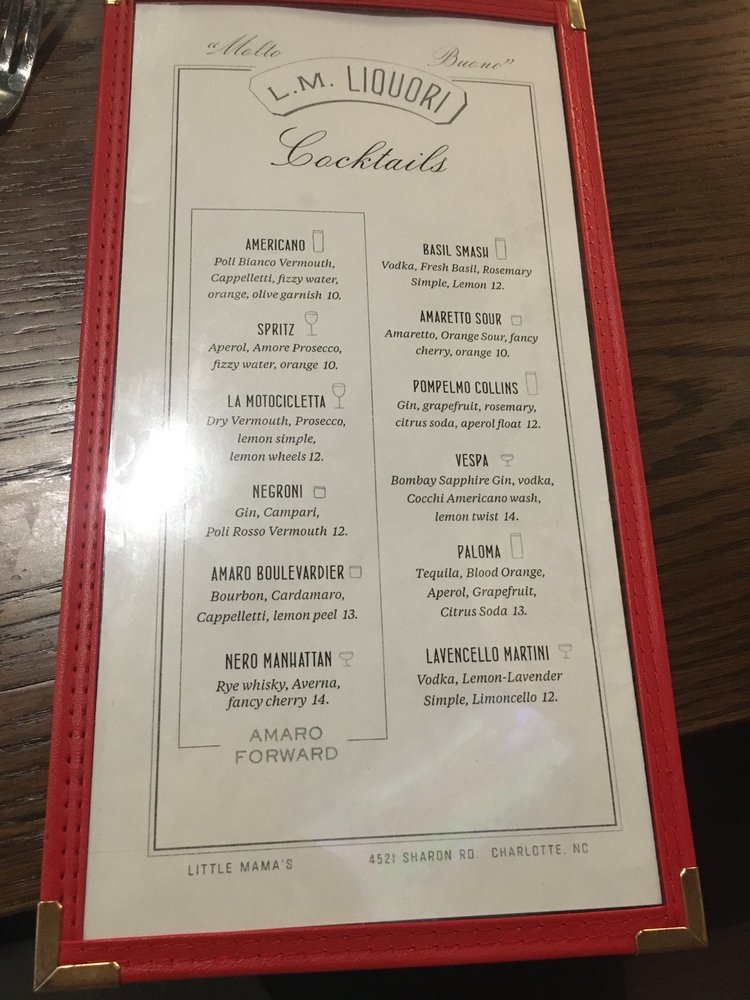 "Molto Buono"
L.M. LIQUORI
Cocktails
AMERICANO
Poli Bianco Vermouth,
Cappelletti, fizzy water,
orange, olive garnish 10.
SPRITZ
Aperol, Amore Prosecco,
fizzy water, orange 10.
LA MOTOCICLETTA
Dry Vermouth, Prosecco,
lemon simple,
lemon wheels 12.
NEGRONI
Gin, Campari,
Poli Rosso Vermouth 12.
AMARO BOULEVARDIER
Bourbon, Cardamaro,
Cappelletti, lemon peel 13.
NERO MANHATTAN
Rye whisky, Averna,
fancy cherry 14.
AMARO
FORWARD
BASIL SMASH
Vodka, Fresh Basil, Rosemary
Simple, Lemon 12.
AMARETTO SOUR
Amaretto, Orange Sour, fancy
cherry, orange 10.
POMPELMO COLLINS
Gin, grapefruit, rosemary,
citrus soda, aperol float 12.
VESPA
Bombay Sapphire Gin, vodka,
Cocchi Americano wash,
lemon twist 14.
PALOMA
Tequila, Blood Orange,
Aperol, Grapefruit,
Citrus Soda 13.
LAVENCELLO MARTINI
Vodka, Lemon-Lavender
Simple, Limoncello 12.
LITTLE MAMA'S 4521 SHARON RD. CHARLOTTE, NC